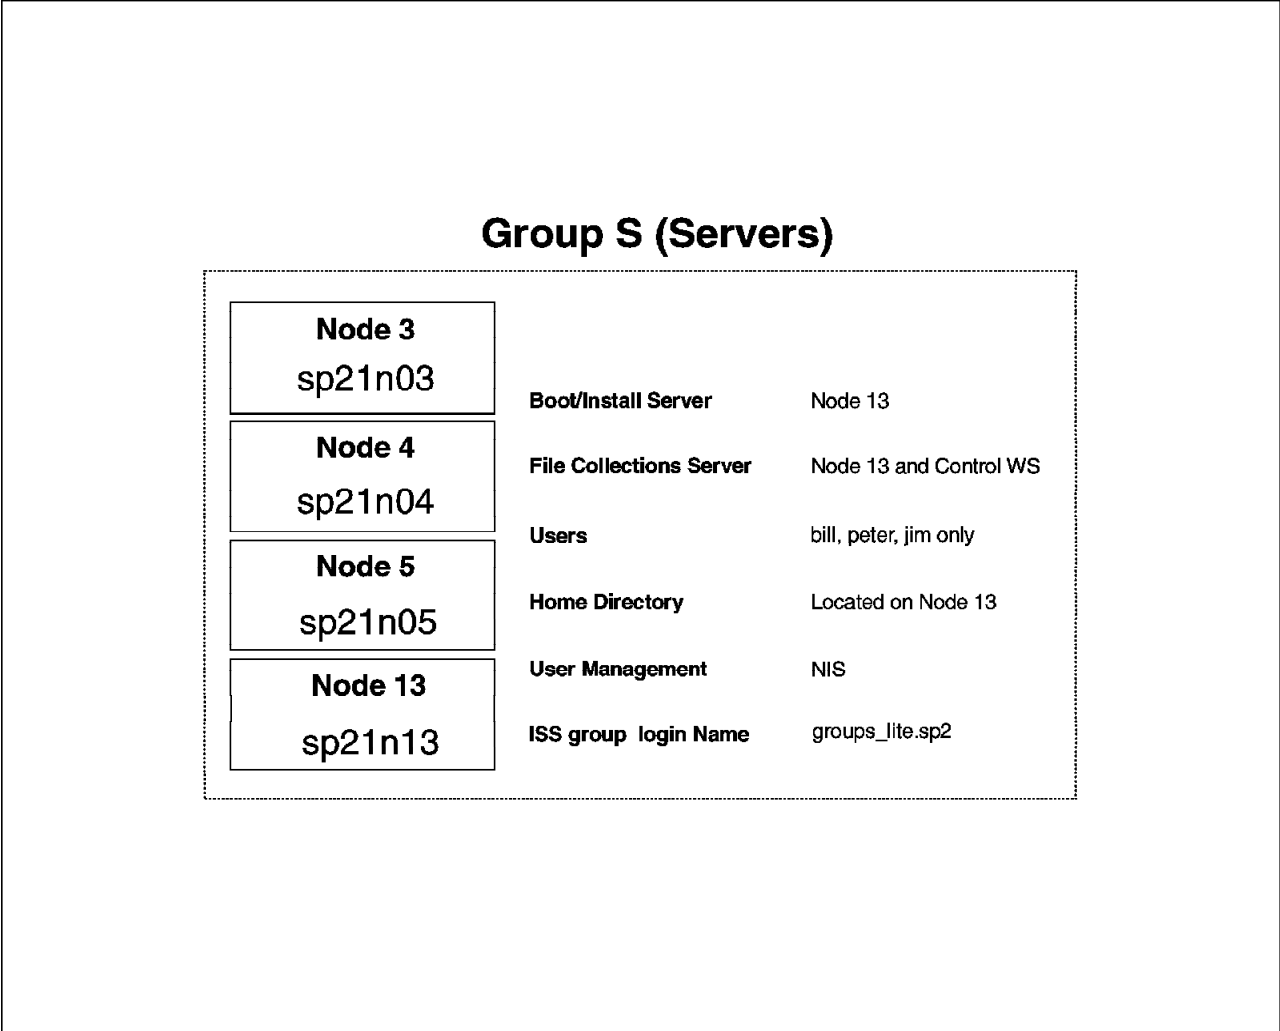 Group S (Servers)
Node 3
sp21n03
Node 4
sp21n04
Node 5
sp21n05
Node 13
sp21n13
Boot/Install Server Node 13
File Collections Server Node 13 and Control WS
Users bill, peter, jim only
Home Directory Located on Node 13
User Management NIS
ISS group login Name groups_lite.sp2